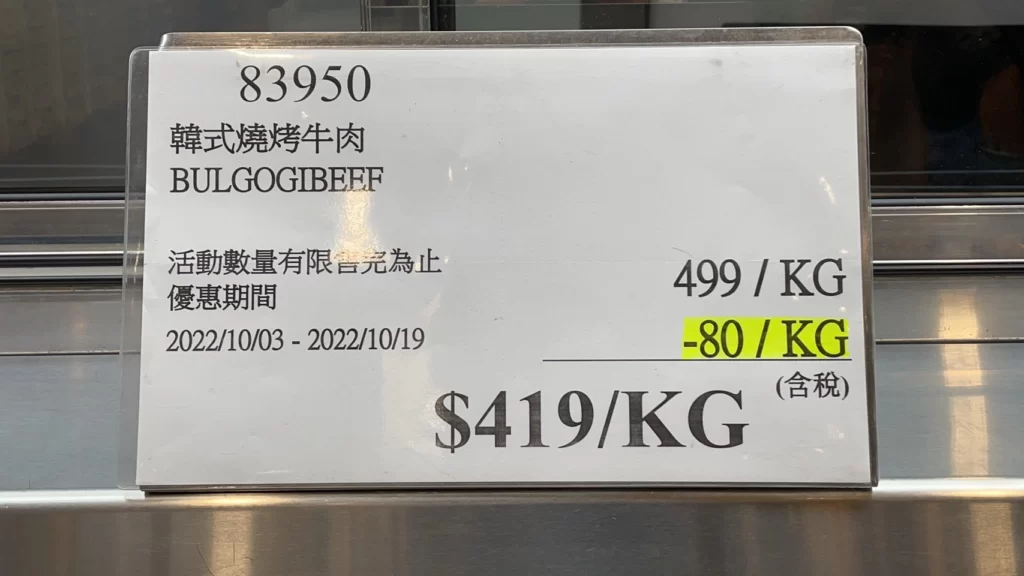 83950
韓式燒烤牛肉
BULGOGIBEEF
活動數量有限售完為止
優惠期間
2022/10/03 - 2022/10/19
499 / KG
-80 / KG
(含稅)
$419/KG